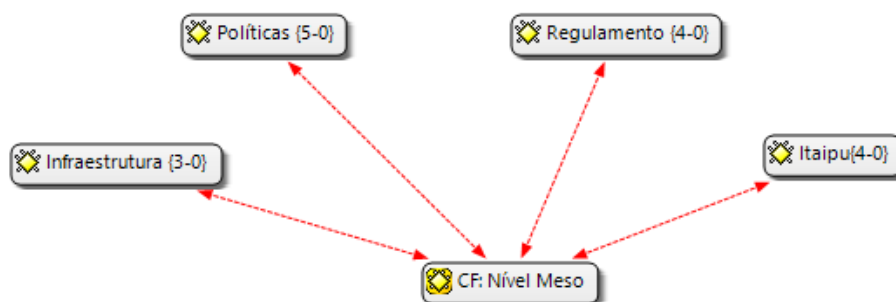 Políticas {5-0}
Regulamento {4-0}
Infraestrutura {3-0}
Itaipu{4-0}
CF: Nível Meso